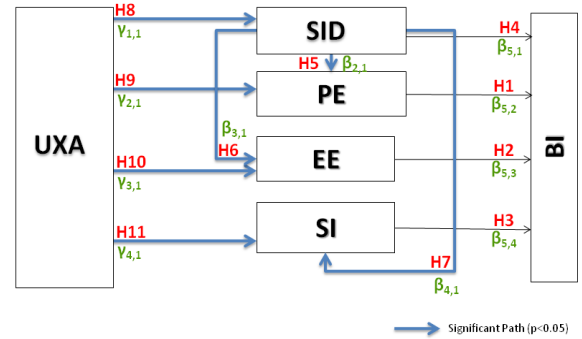 H8
γ1,1
SID
H4
β5,1
H5
β2,1
H9
γ2,1
PE
H1
β5,2
UXA
β3,1
H6
EE
H2
β5,3
BI
H10
γ3,1
H11
γ4,1
SI
H3
β5,4
H7
β4,1
Significant Path (p<0.05)